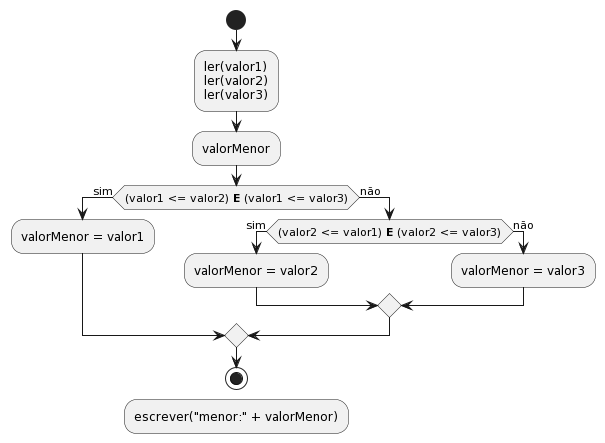 ler(valor1)
ler(valor2)
ler(valor3)
valorMenor
sim
(valor1 <= valor2) E (valor1 <= valor3)
não
valorMenor = valor1
sim
(valor2 <= valor1) E (valor2 <= valor3)
não
valorMenor = valor2
valorMenor = valor3
escrever("menor:" + valorMenor)